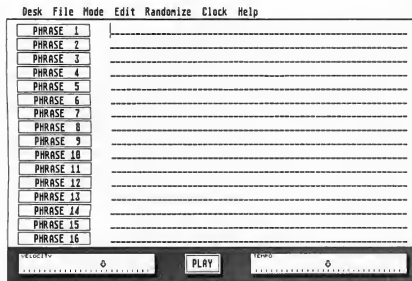 Desk File Mode Edit Randomize Clock Help
PHRASE 1
PHRASE 2
PHRASE 3
PHRASE 4
PHRASE 5
PHRASE 6
PHRASE 7
PHRASE 8
PHRASE 9
PHRASE 10
PHRASE 11
PHRASE 12
PHRASE 13
PHRASE 14
PHRASE 15
PHRASE 16
VELOCITY PLAY TEMPO